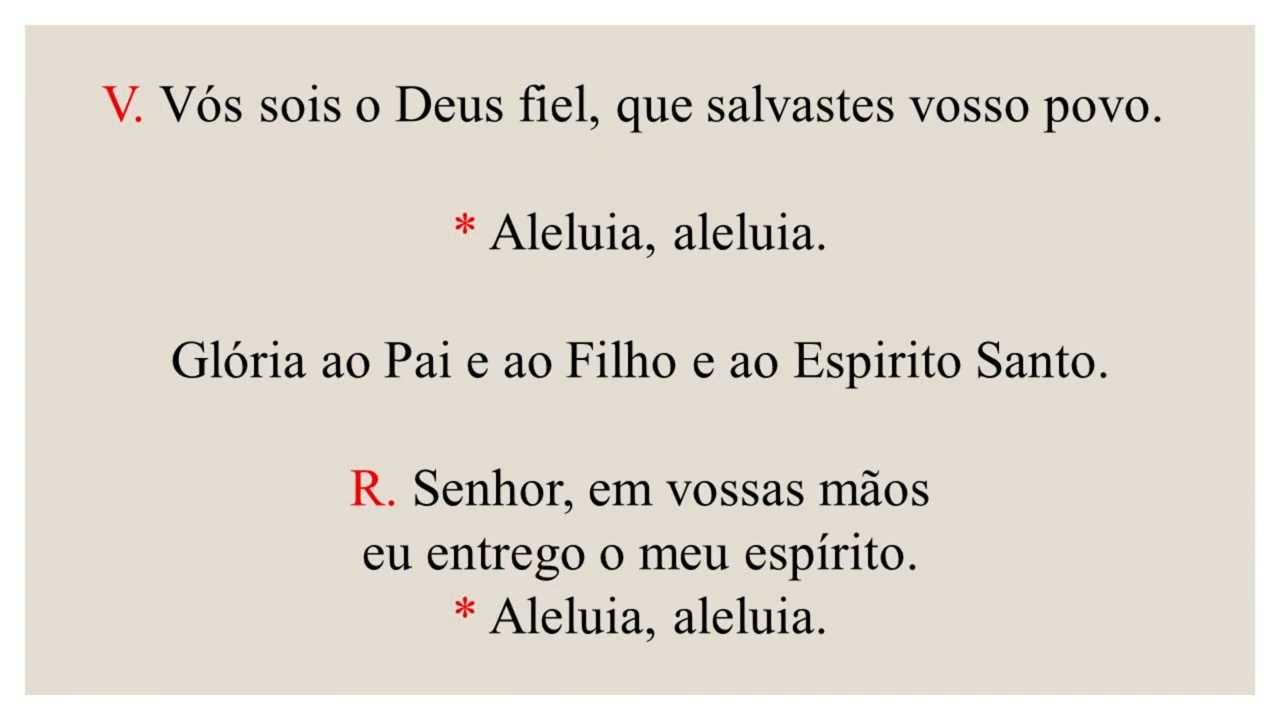 V. Vós sois o Deus fiel, que salvastes vosso povo.
* Aleluia, aleluia.
Glória ao Pai e ao Filho e ao Espirito Santo.
R. Senhor, em vossas mãos
eu entrego o meu espírito.
* Aleluia, aleluia.